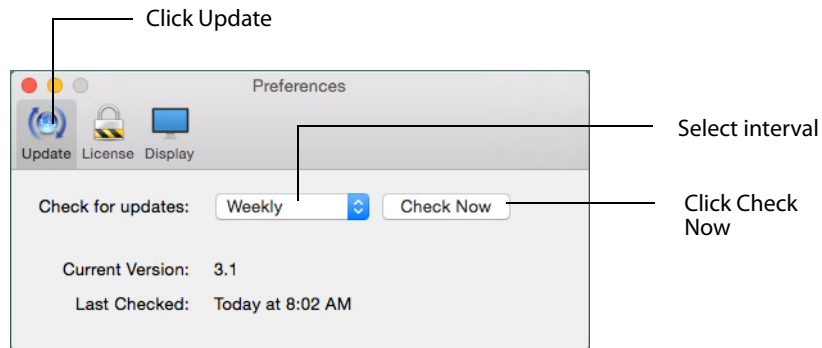 Click Update
Preferences
Update License Display
Select interval
Check for updates: Weekly Check Now
Click Check
Now
Current Version: 3.1
Last Checked: Today at 8:02 AM